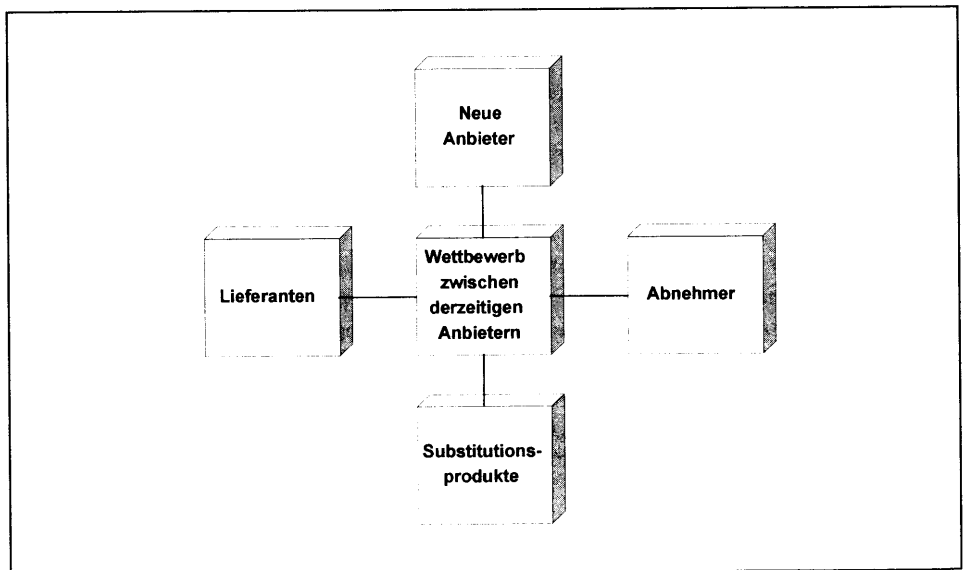 Neue
Anbieter
Lieferanten
Wettbewerb
zwischen
derzeitigen
Anbietern
Abnehmer
Substitutions-
produkte